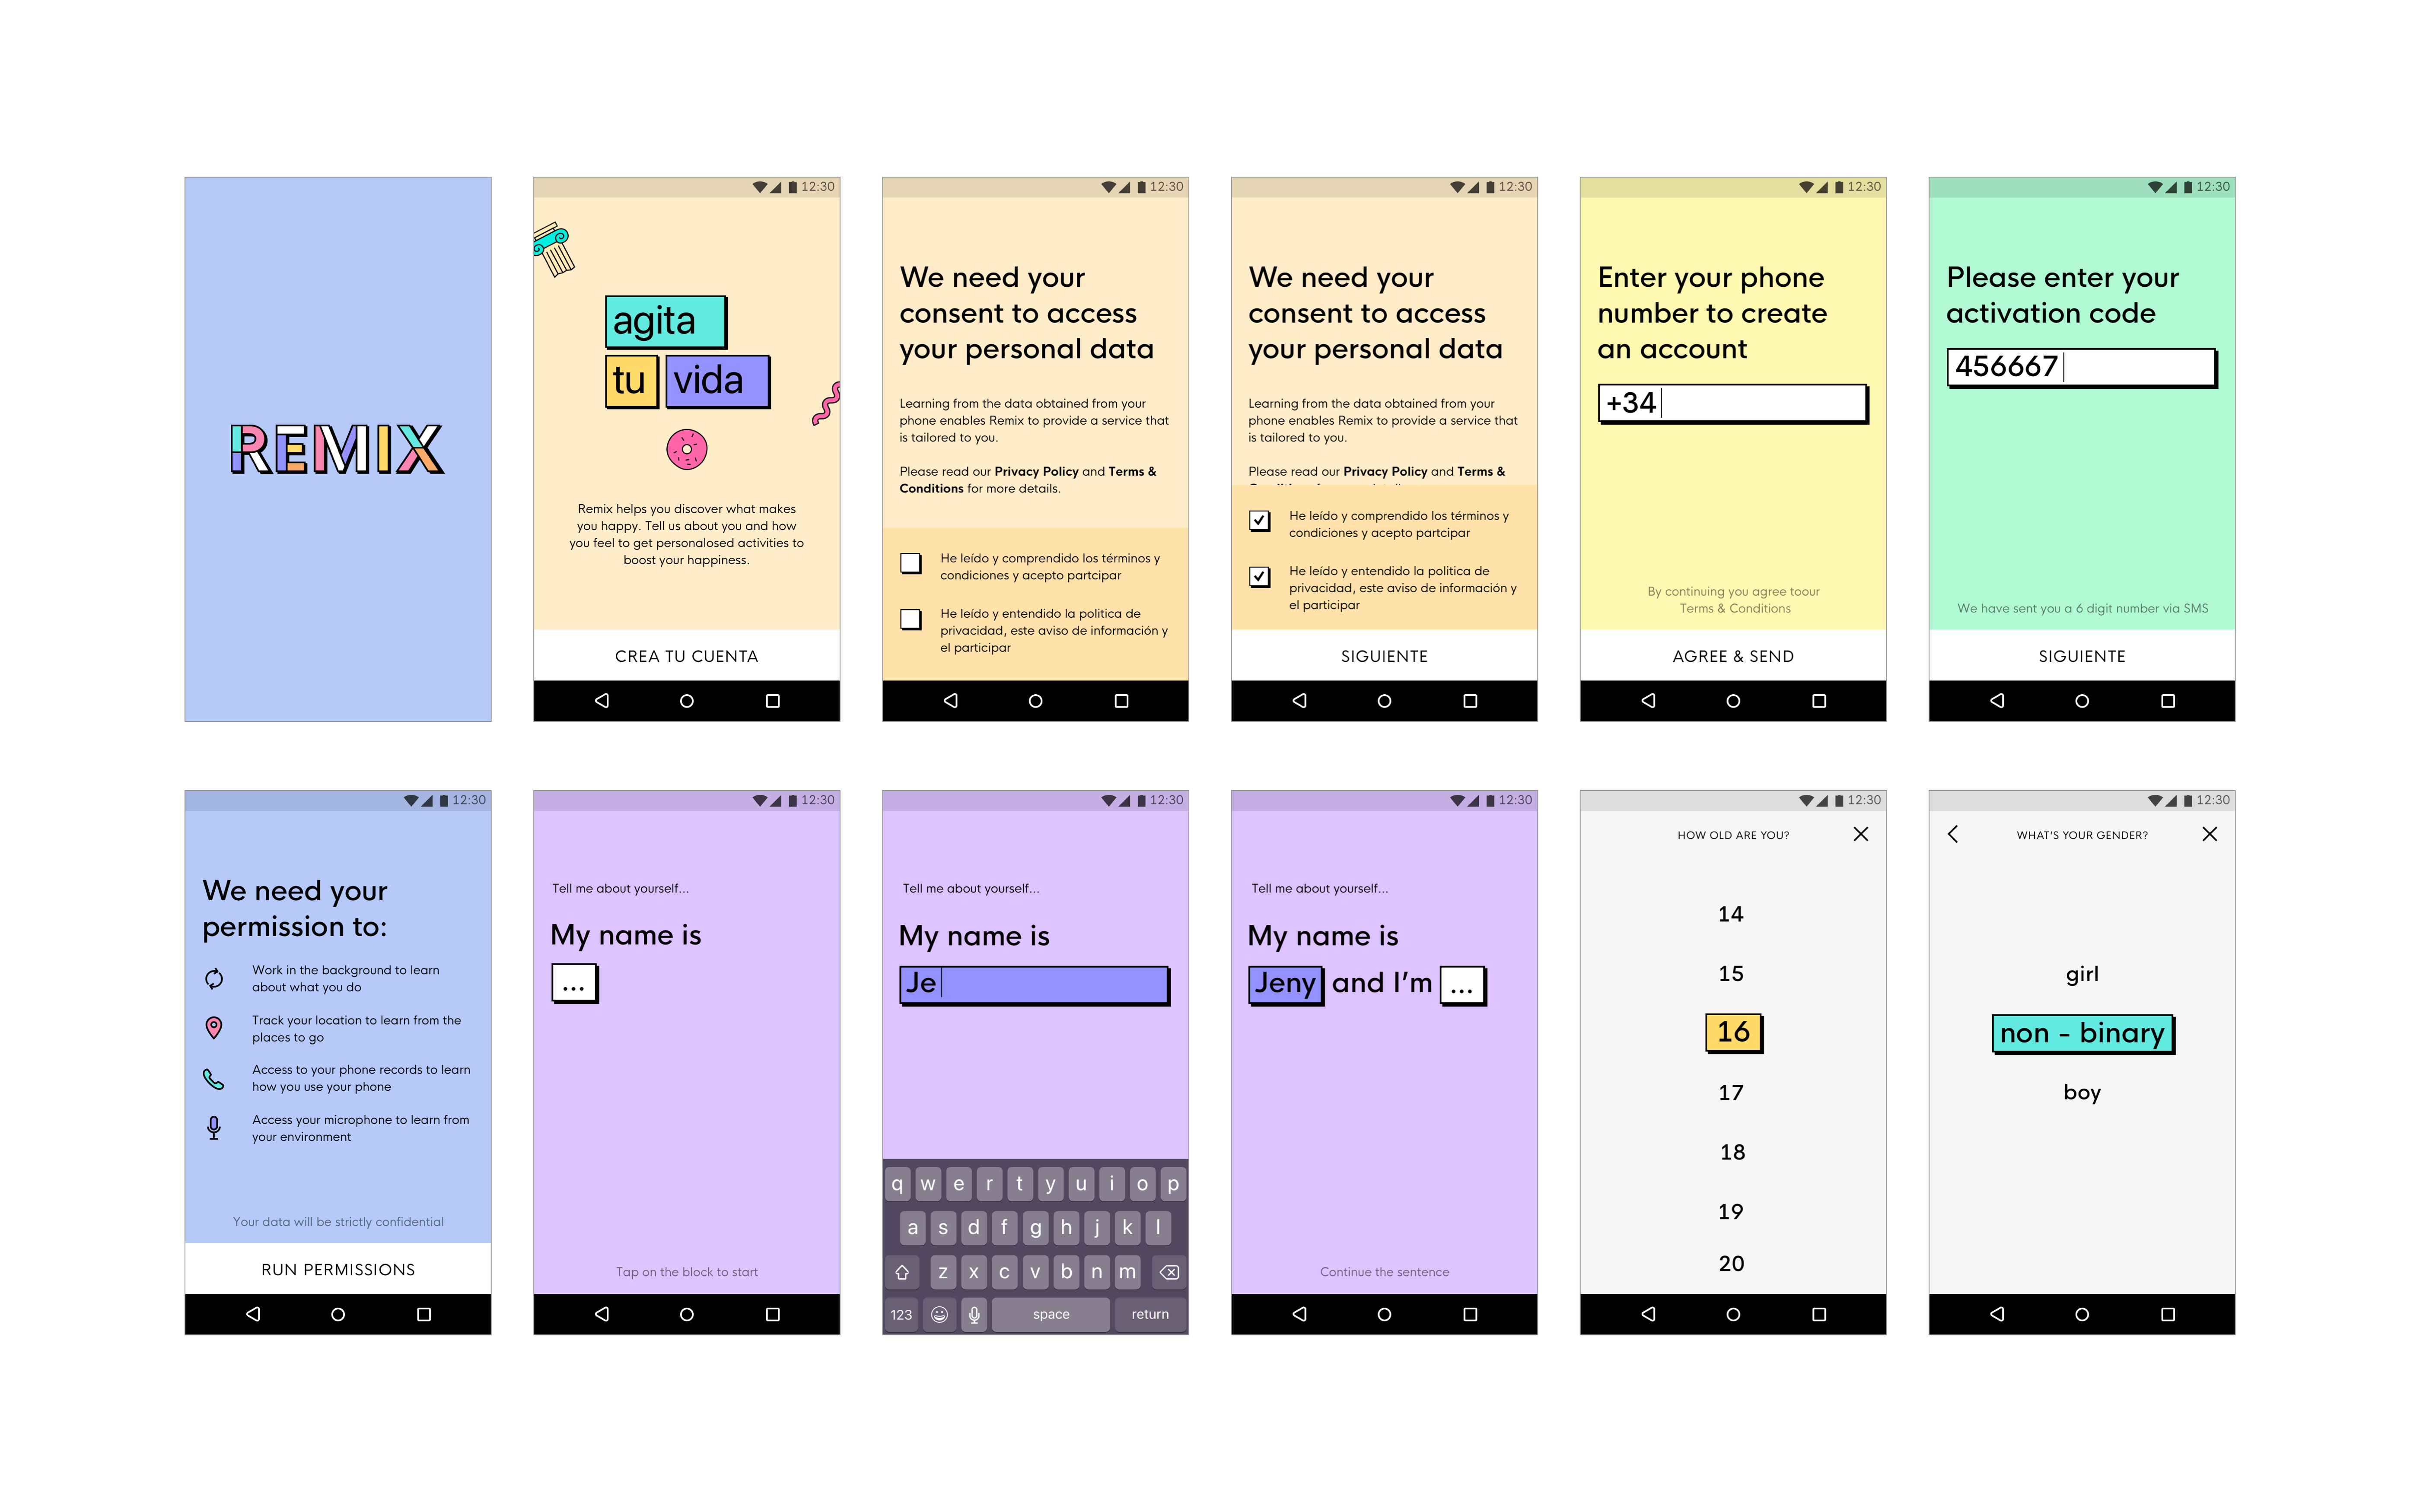 REMIX
12:30
agita
tu vida
Remix helps you discover what makes
you happy. Tell us about you and how
you feel to get personalosed activities to
boost your happiness.
CREA TU CUENTA
12:30
We need your
consent to access
your personal data
Learning from the data obtained from your
phone enables Remix to provide a service that
is tailored to you.
Please read our Privacy Policy and Terms &
Conditions for more details.
He leído y comprendido los términos y
condiciones y acepto partcipar
He leído y entendido la politica de
privacidad, este aviso de información y
el participar
12:30
We need your
consent to access
your personal data
Learning from the data obtained from your
phone enables Remix to provide a service that
is tailored to you.
Please read our Privacy Policy and Terms &
He leído y comprendido los términos y
condiciones y acepto partcipar
He leído y entendido la politica de
privacidad, este aviso de información y
el participar
SIGUIENTE
12:30
Enter your phone
number to create
an account
+34
By continuing you agree toour
Terms & Conditions
AGREE & SEND
12:30
Please enter your
activation code
456667
We have sent you a 6 digit number via SMS
SIGUIENTE
12:30
We need your
permission to:
Work in the background to learn
about what you do
Track your location to learn from the
places to go
Access to your phone records to learn
how you use your phone
Access your microphone to learn from
your environment
Your data will be strictly confidential
RUN PERMISSIONS
12:30
Tell me about yourself...
My name is
...
Tap on the block to start
12:30
Tell me about yourself...
My name is
Je
q w e r t y u i o p
a s d f g h j k l
z x c v b n m
123 space return
12:30
Tell me about yourself...
My name is
Jeny and I'm ...
Continue the sentence
12:30
HOW OLD ARE YOU?
14
15
16
17
18
19
20
12:30
WHAT'S YOUR GENDER?
girl
non - binary
boy